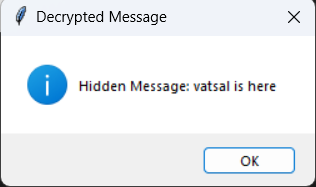 Decrypted Message
Hidden Message: vatsal is here
OK